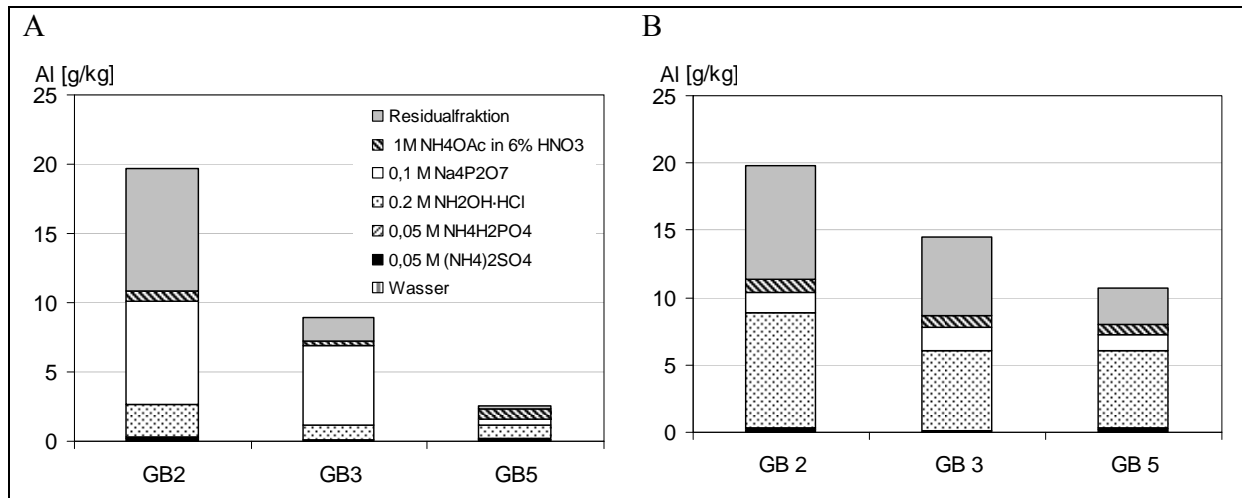 A
Al [g/kg]
25
20
15
10
5
0
Residualfraktion
1M NH4OAc in 6% HNO3
0,1 M Na4P2O7
0.2 M NH2OH·HCl
0,05 M NH4H2PO4
0,05 M (NH4)2SO4
Wasser
GB2 GB3 GB5
B
Al [g/kg]
25
20
15
10
5
0
GB 2 GB 3 GB 5